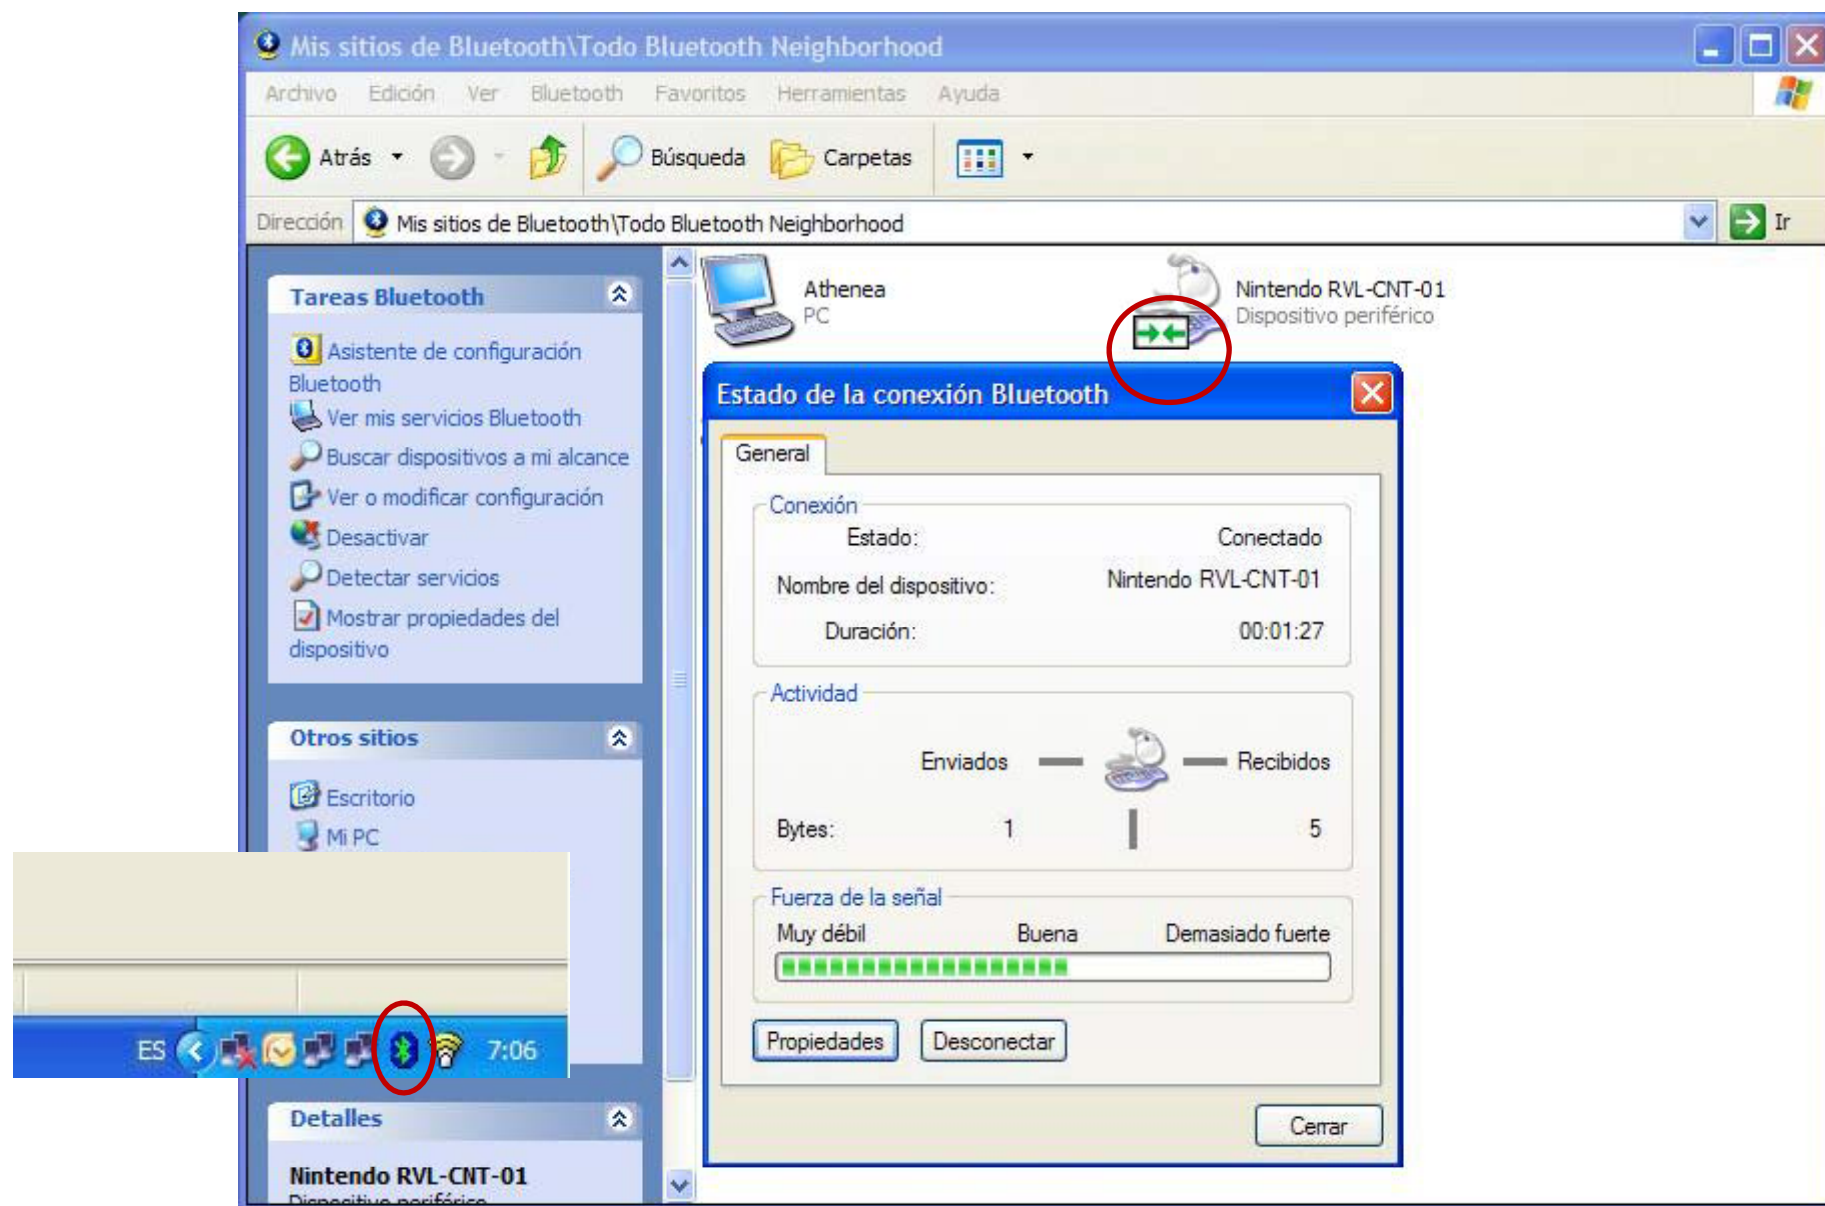 Mis sitios de Bluetooth\Todo Bluetooth Neighborhood
Archivo Edición Ver Bluetooth Favoritos Herramientas Ayuda
Atrás Búsqueda Carpetas
Dirección Mis sitios de Bluetooth\Todo Bluetooth Neighborhood Ir
Tareas Bluetooth
Asistente de configuración
Bluetooth
Ver mis servicios Bluetooth
Buscar dispositivos a mi alcance
Ver o modificar configuración
Desactivar
Detectar servicios
Mostrar propiedades del
dispositivo
Otros sitios
Escritorio
Mi PC
ES 7:06
Detalles
Nintendo RVL-CNT-01
Dispositivo periférico
Athenea
PC
Nintendo RVL-CNT-01
Dispositivo periférico
Estado de la conexión Bluetooth
General
Conexión
Estado: Conectado
Nombre del dispositivo: Nintendo RVL-CNT-01
Duración: 00:01:27
Actividad
Enviados Recibidos
Bytes: 1 5
Fuerza de la señal
Muy débil Buena Demasiado fuerte
Propiedades Desconectar
Cerrar